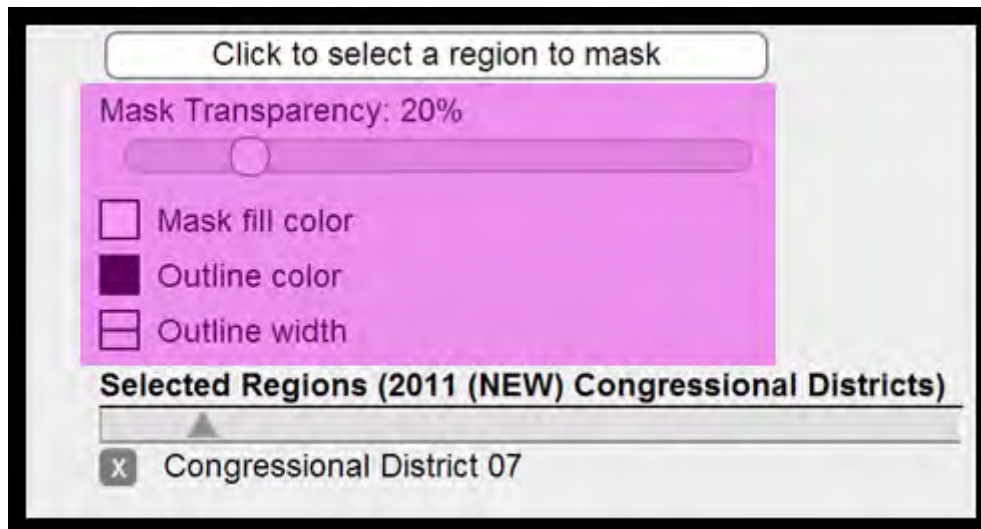 Click to select a region to mask
Mask Transparency: 20%
Mask fill color
Outline color
Outline width
Selected Regions (2011 (NEW) Congressional Districts)
X Congressional District 07